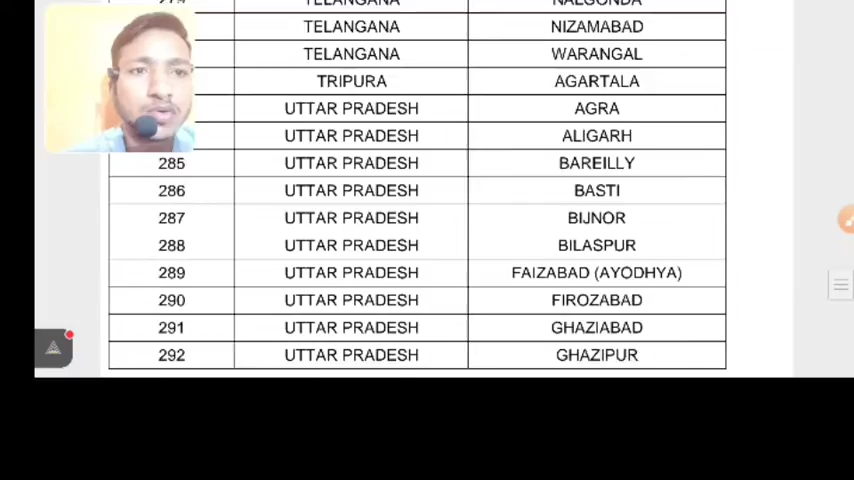 TELANGANA NALGONDA
TELANGANA NIZAMABAD
TELANGANA WARANGAL
TRIPURA AGARTALA
UTTAR PRADESH AGRA
UTTAR PRADESH ALIGARH
285 UTTAR PRADESH BAREILLY
286 UTTAR PRADESH BASTI
287 UTTAR PRADESH BIJNOR
288 UTTAR PRADESH BILASPUR
289 UTTAR PRADESH FAIZABAD (AYODHYA)
290 UTTAR PRADESH FIROZABAD
291 UTTAR PRADESH GHAZIABAD
292 UTTAR PRADESH GHAZIPUR